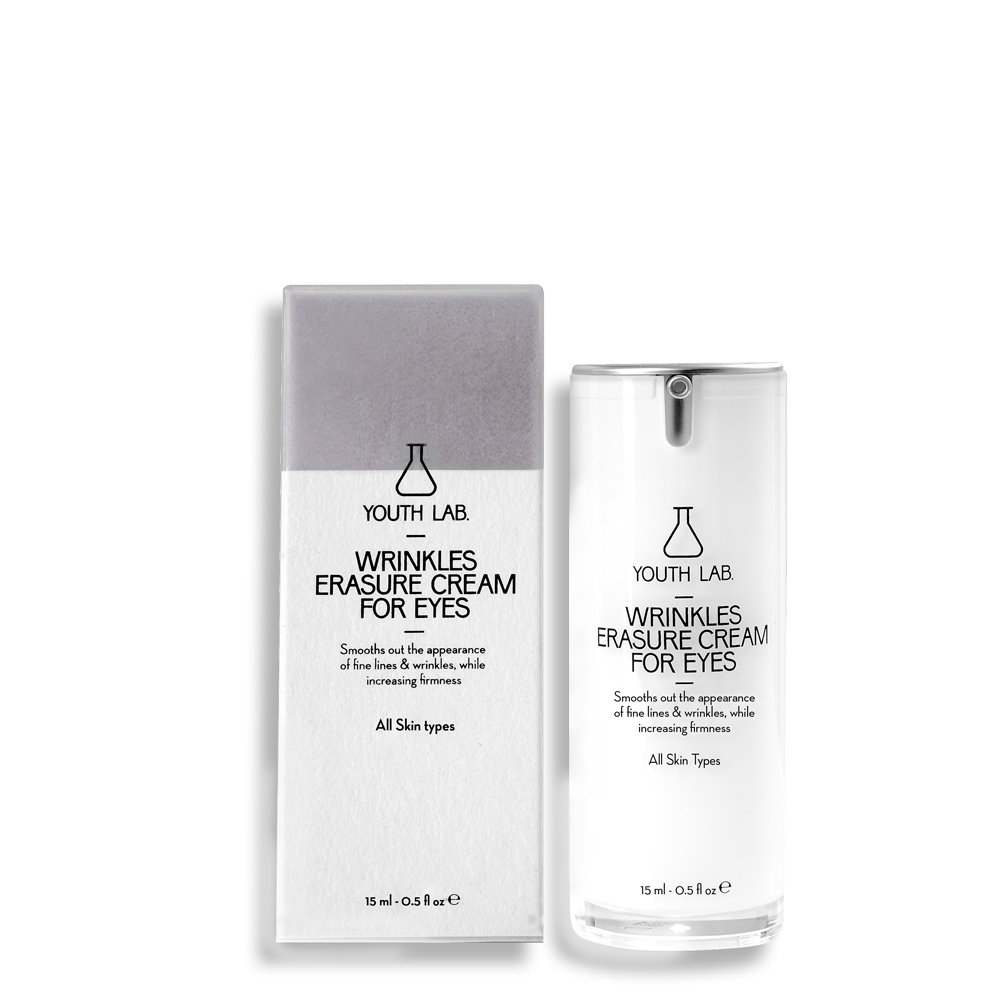 YOUTH LAB.
WRINKLES
ERASURE CREAM
FOR EYES
Smooths out the appearance
of fine lines & wrinkles, while
increasing firmness
All Skin types
15 ml - 0.5 fl oz ℮
YOUTH LAB.
WRINKLES
ERASURE CREAM
FOR EYES
Smooths out the appearance
of fine lines & wrinkles, while
increasing firmness
All Skin Types
15 ml - 0.5 fl oz ℮